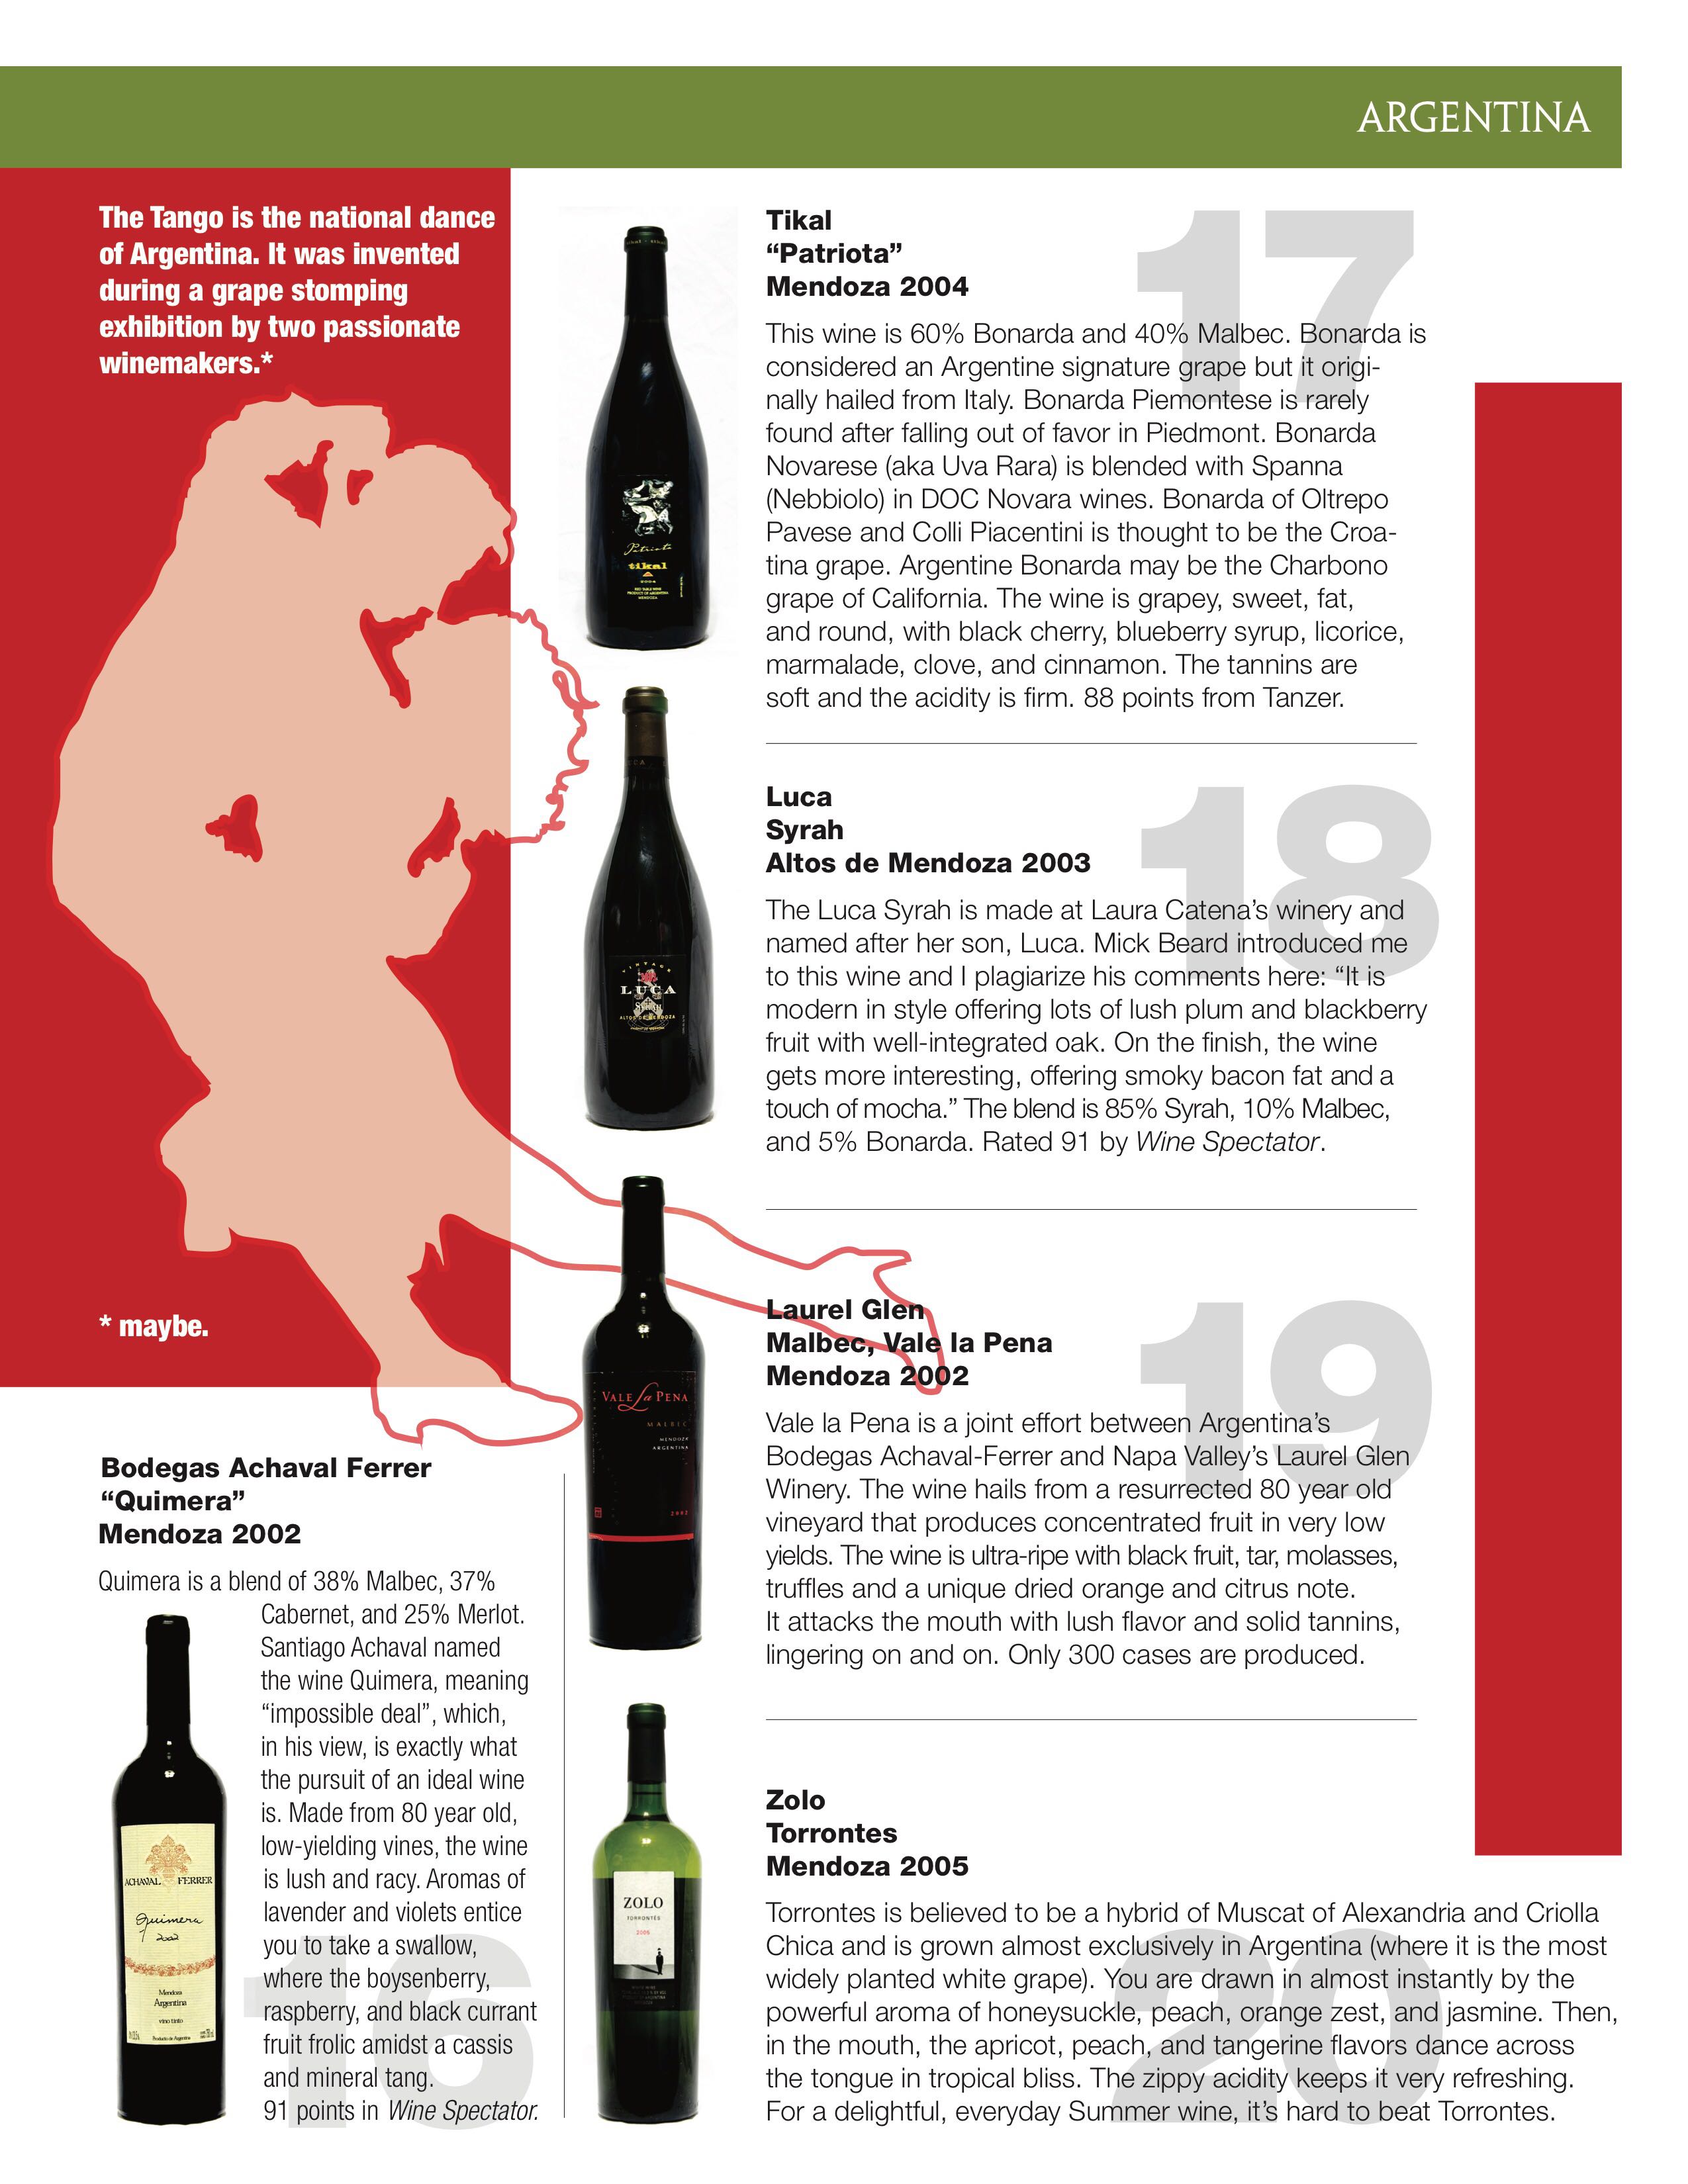 ARGENTINA
The Tango is the national dance
of Argentina. It was invented
during a grape stomping
exhibition by two passionate
winemakers.*
* maybe.
Bodegas Achaval Ferrer
“Quimera”
Mendoza 2002
16
Quimera is a blend of 38% Malbec, 37%
Cabernet, and 25% Merlot.
Santiago Achaval named
the wine Quimera, meaning
“impossible deal”, which,
in his view, is exactly what
the pursuit of an ideal wine
is. Made from 80 year old,
low-yielding vines, the wine
is lush and racy. Aromas of
lavender and violets entice
you to take a swallow,
where the boysenberry,
raspberry, and black currant
fruit frolic amidst a cassis
and mineral tang.
91 points in Wine Spectator.
ACHAVAL FERRER
Quimera
2002
Mendoza
Argentina
vino tinto
Producto de Argentina
Tikal
“Patriota”
Mendoza 2004
17
This wine is 60% Bonarda and 40% Malbec. Bonarda is
considered an Argentine signature grape but it origi-
nally hailed from Italy. Bonarda Piemontese is rarely
found after falling out of favor in Piedmont. Bonarda
Novarese (aka Uva Rara) is blended with Spanna
(Nebbiolo) in DOC Novara wines. Bonarda of Oltrepo
Pavese and Colli Piacentini is thought to be the Croa-
tina grape. Argentine Bonarda may be the Charbono
grape of California. The wine is grapey, sweet, fat,
and round, with black cherry, blueberry syrup, licorice,
marmalade, clove, and cinnamon. The tannins are
soft and the acidity is firm. 88 points from Tanzer.
Patriota
tikal
2004
RED TABLE WINE
PRODUCT OF ARGENTINA
MENDOZA
Luca
Syrah
Altos de Mendoza 2003
18
The Luca Syrah is made at Laura Catena’s winery and
named after her son, Luca. Mick Beard introduced me
to this wine and I plagiarize his comments here: “It is
modern in style offering lots of lush plum and blackberry
fruit with well-integrated oak. On the finish, the wine
gets more interesting, offering smoky bacon fat and a
touch of mocha.” The blend is 85% Syrah, 10% Malbec,
and 5% Bonarda. Rated 91 by Wine Spectator.
VINTAGE
LUCA
SYRAH
ALTOS DE MENDOZA
Laurel Glen
Malbec, Vale la Pena
Mendoza 2002
19
Vale la Pena is a joint effort between Argentina’s
Bodegas Achaval-Ferrer and Napa Valley’s Laurel Glen
Winery. The wine hails from a resurrected 80 year old
vineyard that produces concentrated fruit in very low
yields. The wine is ultra-ripe with black fruit, tar, molasses,
truffles and a unique dried orange and citrus note.
It attacks the mouth with lush flavor and solid tannins,
lingering on and on. Only 300 cases are produced.
VALE la PENA
MALBEC
MENDOZA
ARGENTINA
2002
Zolo
Torrontes
Mendoza 2005
20
Torrontes is believed to be a hybrid of Muscat of Alexandria and Criolla
Chica and is grown almost exclusively in Argentina (where it is the most
widely planted white grape). You are drawn in almost instantly by the
powerful aroma of honeysuckle, peach, orange zest, and jasmine. Then,
in the mouth, the apricot, peach, and tangerine flavors dance across
the tongue in tropical bliss. The zippy acidity keeps it very refreshing.
For a delightful, everyday Summer wine, it’s hard to beat Torrontes.
ZOLO
TORRONTÉS
2005